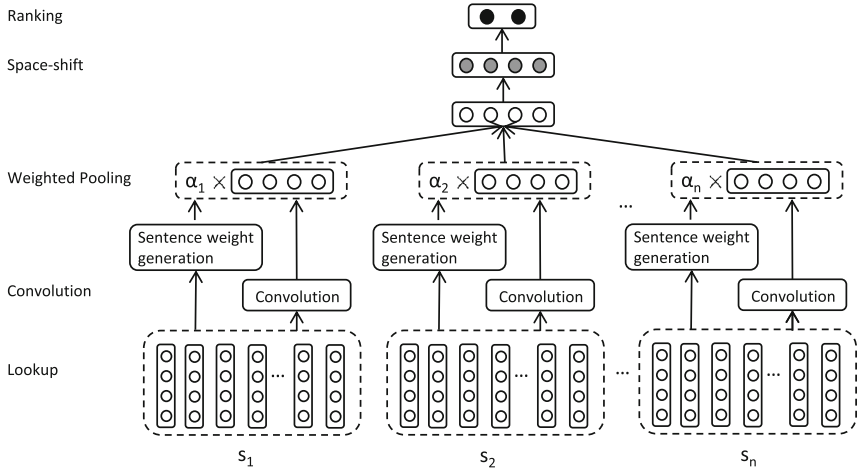 Ranking
Space-shift
Weighted Pooling
α1 ×
α2 ×
...
αn ×
Sentence weight
generation
Sentence weight
generation
Sentence weight
generation
Convolution
Convolution
Convolution
Convolution
Lookup
...
...
...
...
s1
s2
sn